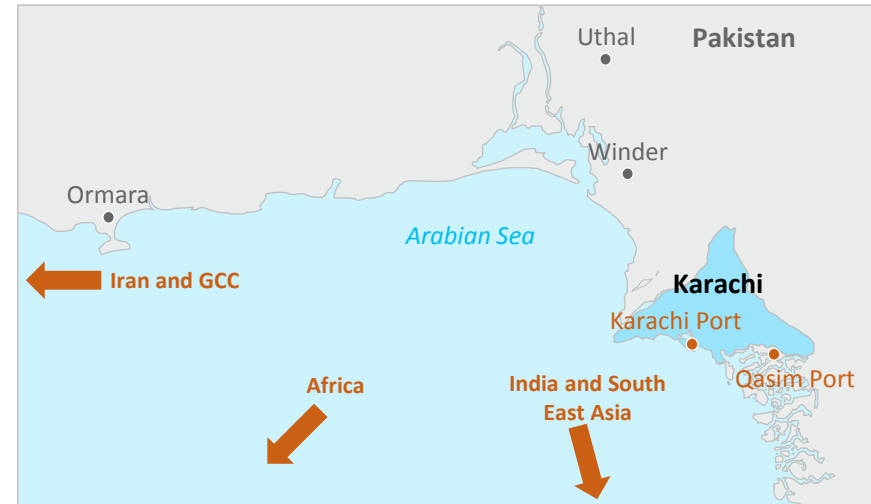 Uthal
Pakistan
Winder
Ormara
Arabian Sea
Iran and GCC
Karachi
Karachi Port
Qasim Port
Africa
India and South
East Asia